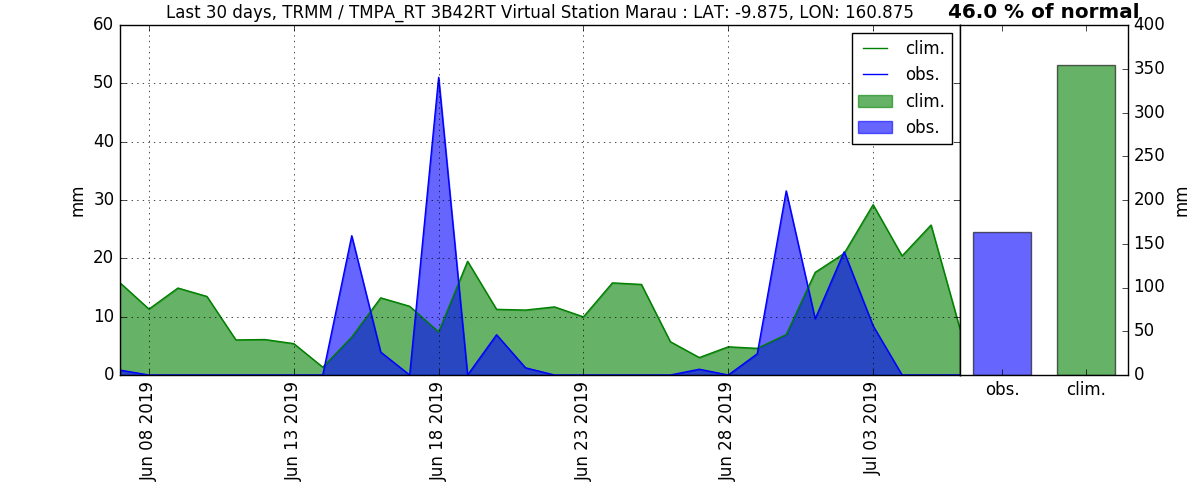 Last 30 days, TRMM / TMPA_RT 3B42RT Virtual Station Marau : LAT: -9.875, LON: 160.875
46.0 % of normal
60
50
40
30
20
10
0
mm
clim.
obs.
clim.
obs.
Jun 08 2019
Jun 13 2019
Jun 18 2019
Jun 23 2019
Jun 28 2019
Jul 03 2019
400
350
300
250
200
150
100
50
0
mm
obs.
clim.